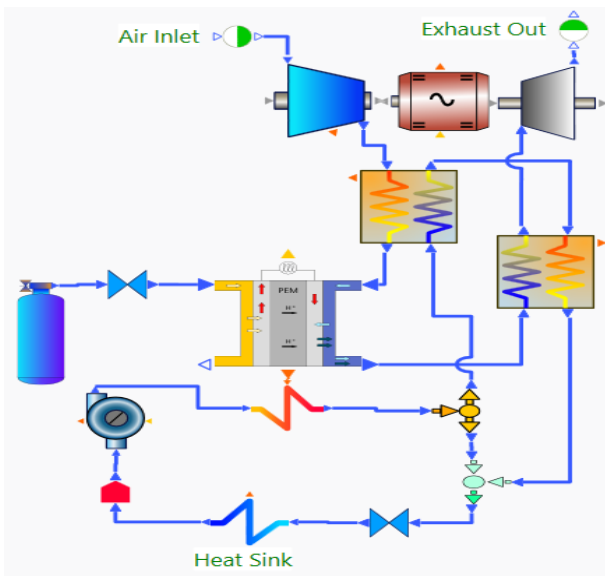 Air Inlet
Exhaust Out
PEM
H⁺
H⁺
Heat Sink